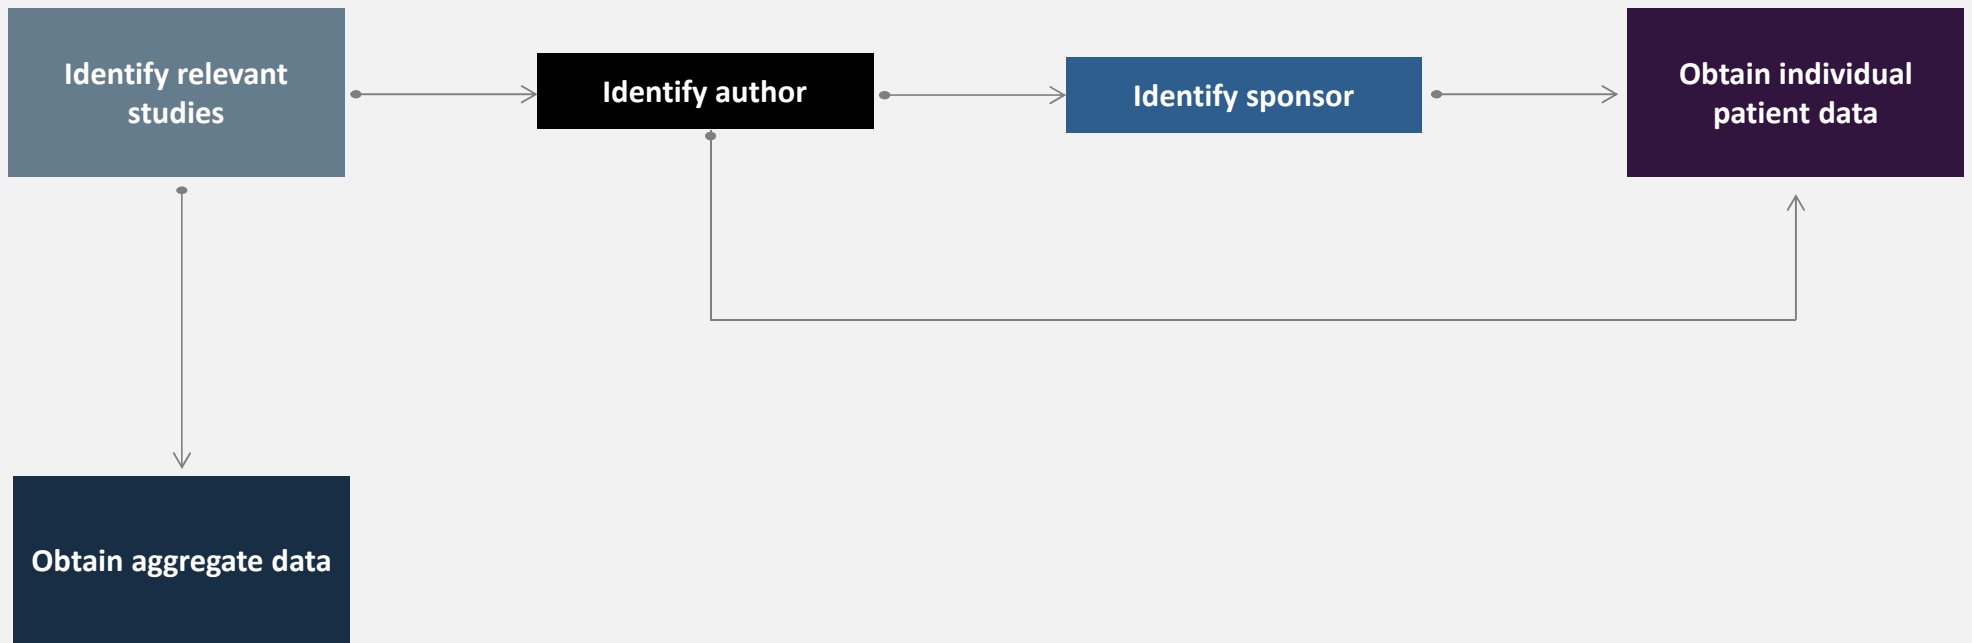 Identify relevant
studies
Identify author
Identify sponsor
Obtain individual
patient data
Obtain aggregate data